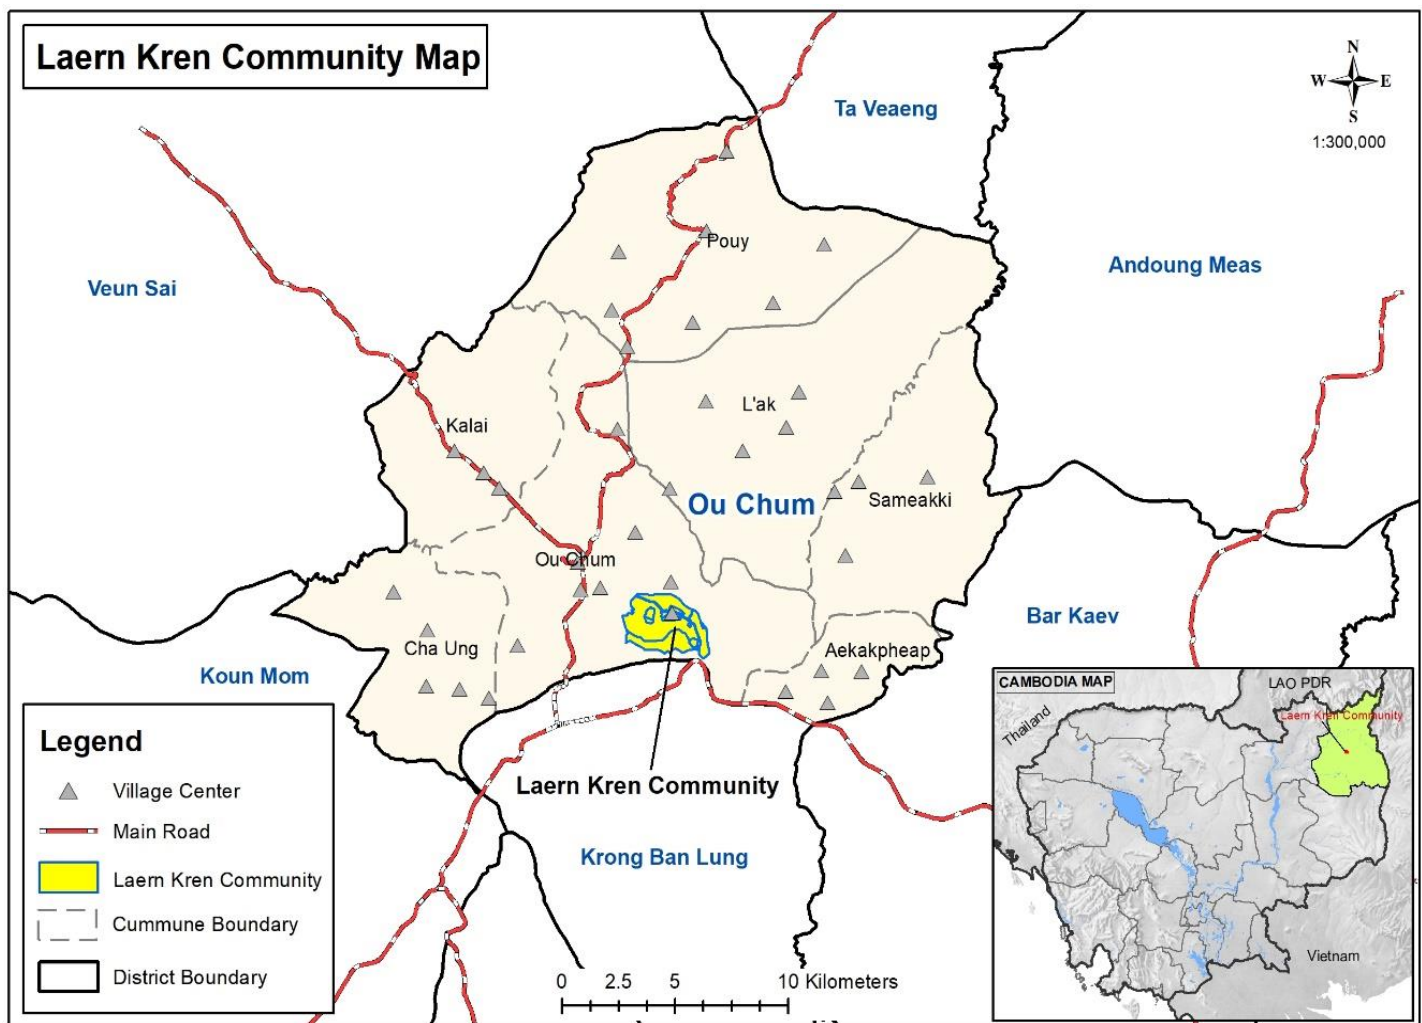 Laern Kren Community Map
N
W E
S
1:300,000
Ta Veaeng
Andoung Meas
Veun Sai
Pouy
Kalai
L'ak
Ou Chum
Sameakki
Ou Chum
Cha Ung
Aekakpheap
Bar Kaev
Koun Mom
Laern Kren Community
Krong Ban Lung
Legend
Village Center
Main Road
Laern Kren Community
Cummune Boundary
District Boundary
0 2.5 5 10 Kilometers
CAMBODIA MAP
LAO PDR
Thailand
Laern Kren Community
Vietnam